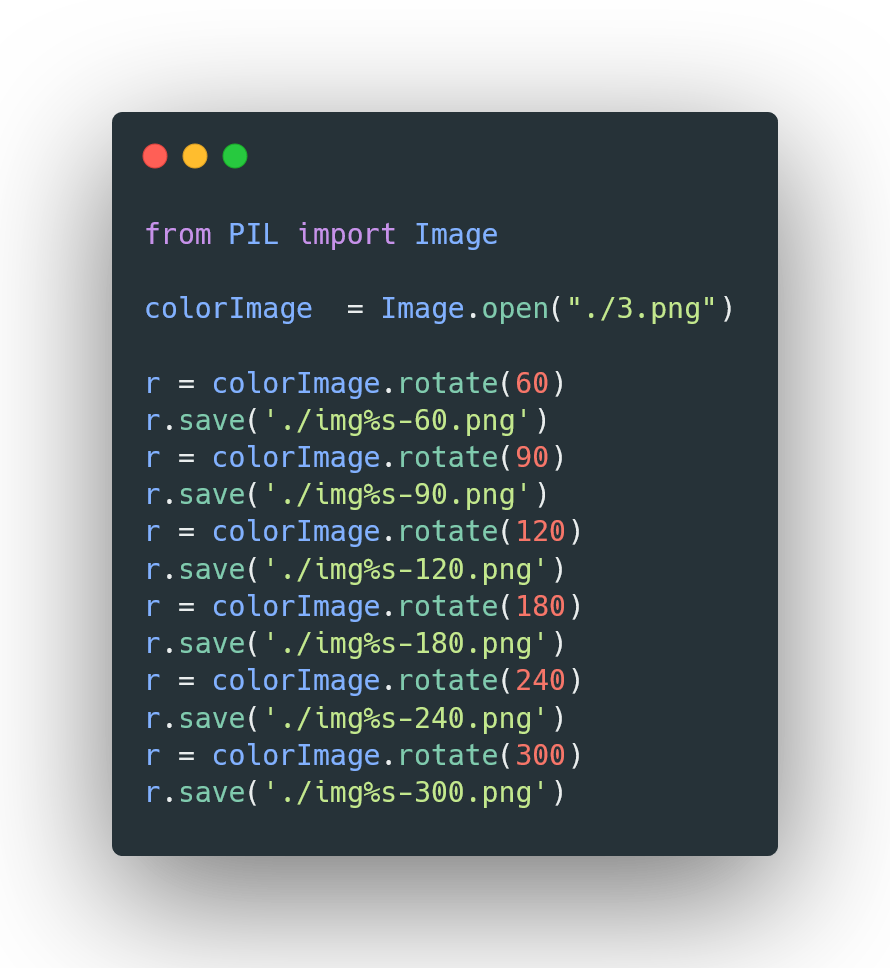 from PIL import Image
colorImage  = Image.open("./3.png")
r = colorImage.rotate(60)
r.save('./img%s-60.png')
r = colorImage.rotate(90)
r.save('./img%s-90.png')
r = colorImage.rotate(120)
r.save('./img%s-120.png')
r = colorImage.rotate(180)
r.save('./img%s-180.png')
r = colorImage.rotate(240)
r.save('./img%s-240.png')
r = colorImage.rotate(300)
r.save('./img%s-300.png')